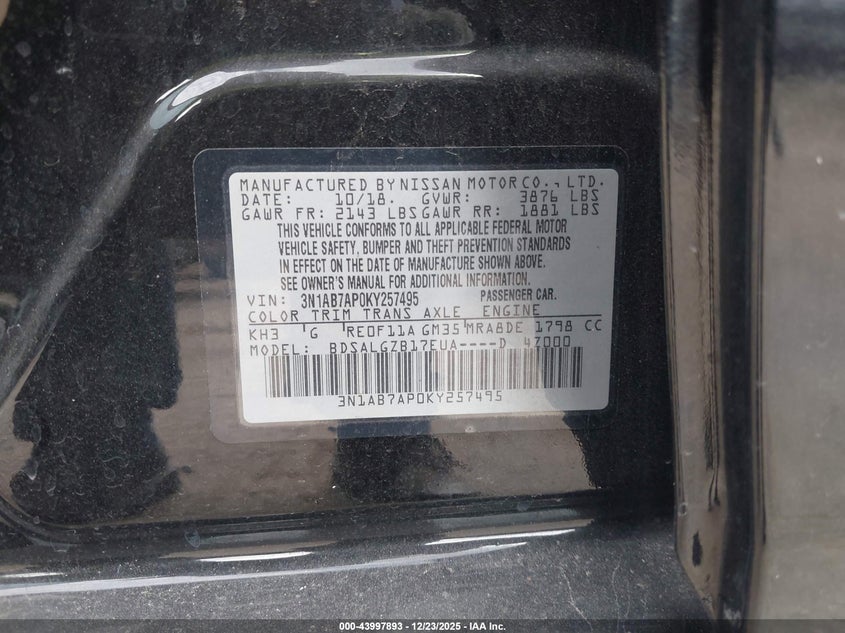 MANUFACTURED BY NISSAN MOTOR CO., LTD.
DATE: 10/18. GVWR: 3876 LBS
GAWR FR: 2143 LBS GAWR RR: 1881 LBS
THIS VEHICLE CONFORMS TO ALL APPLICABLE FEDERAL MOTOR
VEHICLE SAFETY, BUMPER AND THEFT PREVENTION STANDARDS
IN EFFECT ON THE DATE OF MANUFACTURE SHOWN ABOVE.
SEE OWNER'S MANUAL FOR ADDITIONAL INFORMATION.
VIN: 3N1AB7AP0KY257495 PASSENGER CAR.
COLOR TRIM TRANS AXLE ENGINE
KH3 G RE0F11A GM35 MRA8DE 1798 CC
MODEL: BDSALGZB17EUA----D 47000
3N1AB7AP0KY257495
000-43997893 | 12/23/2025 - IAA Inc.